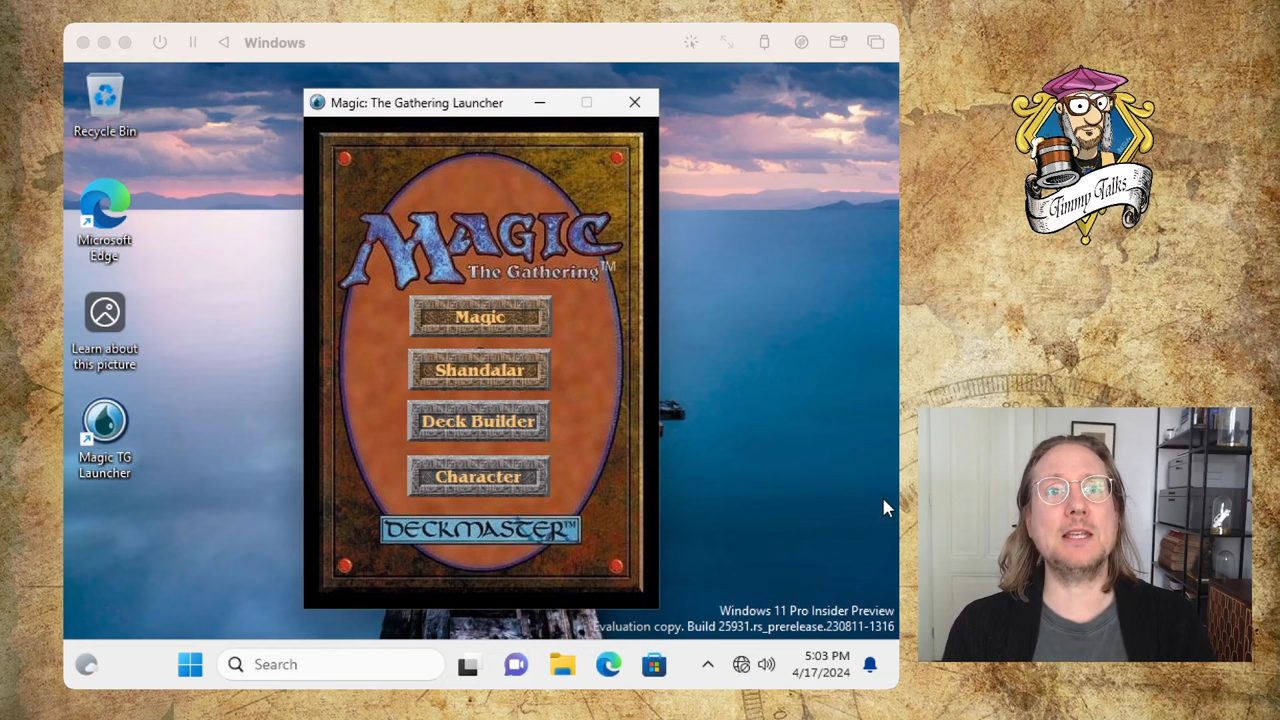 Windows
Recycle Bin
Microsoft
Edge
Learn about
this picture
Magic TG
Launcher
Magic: The Gathering Launcher
MAGIC
The Gathering™
Magic
Shandalar
Deck Builder
Character
DECKMASTER™
Windows 11 Pro Insider Preview
Evaluation copy. Build 25931.rs_prerelease.230811-1316
Search
5:03 PM
4/17/2024
Timmy Talks